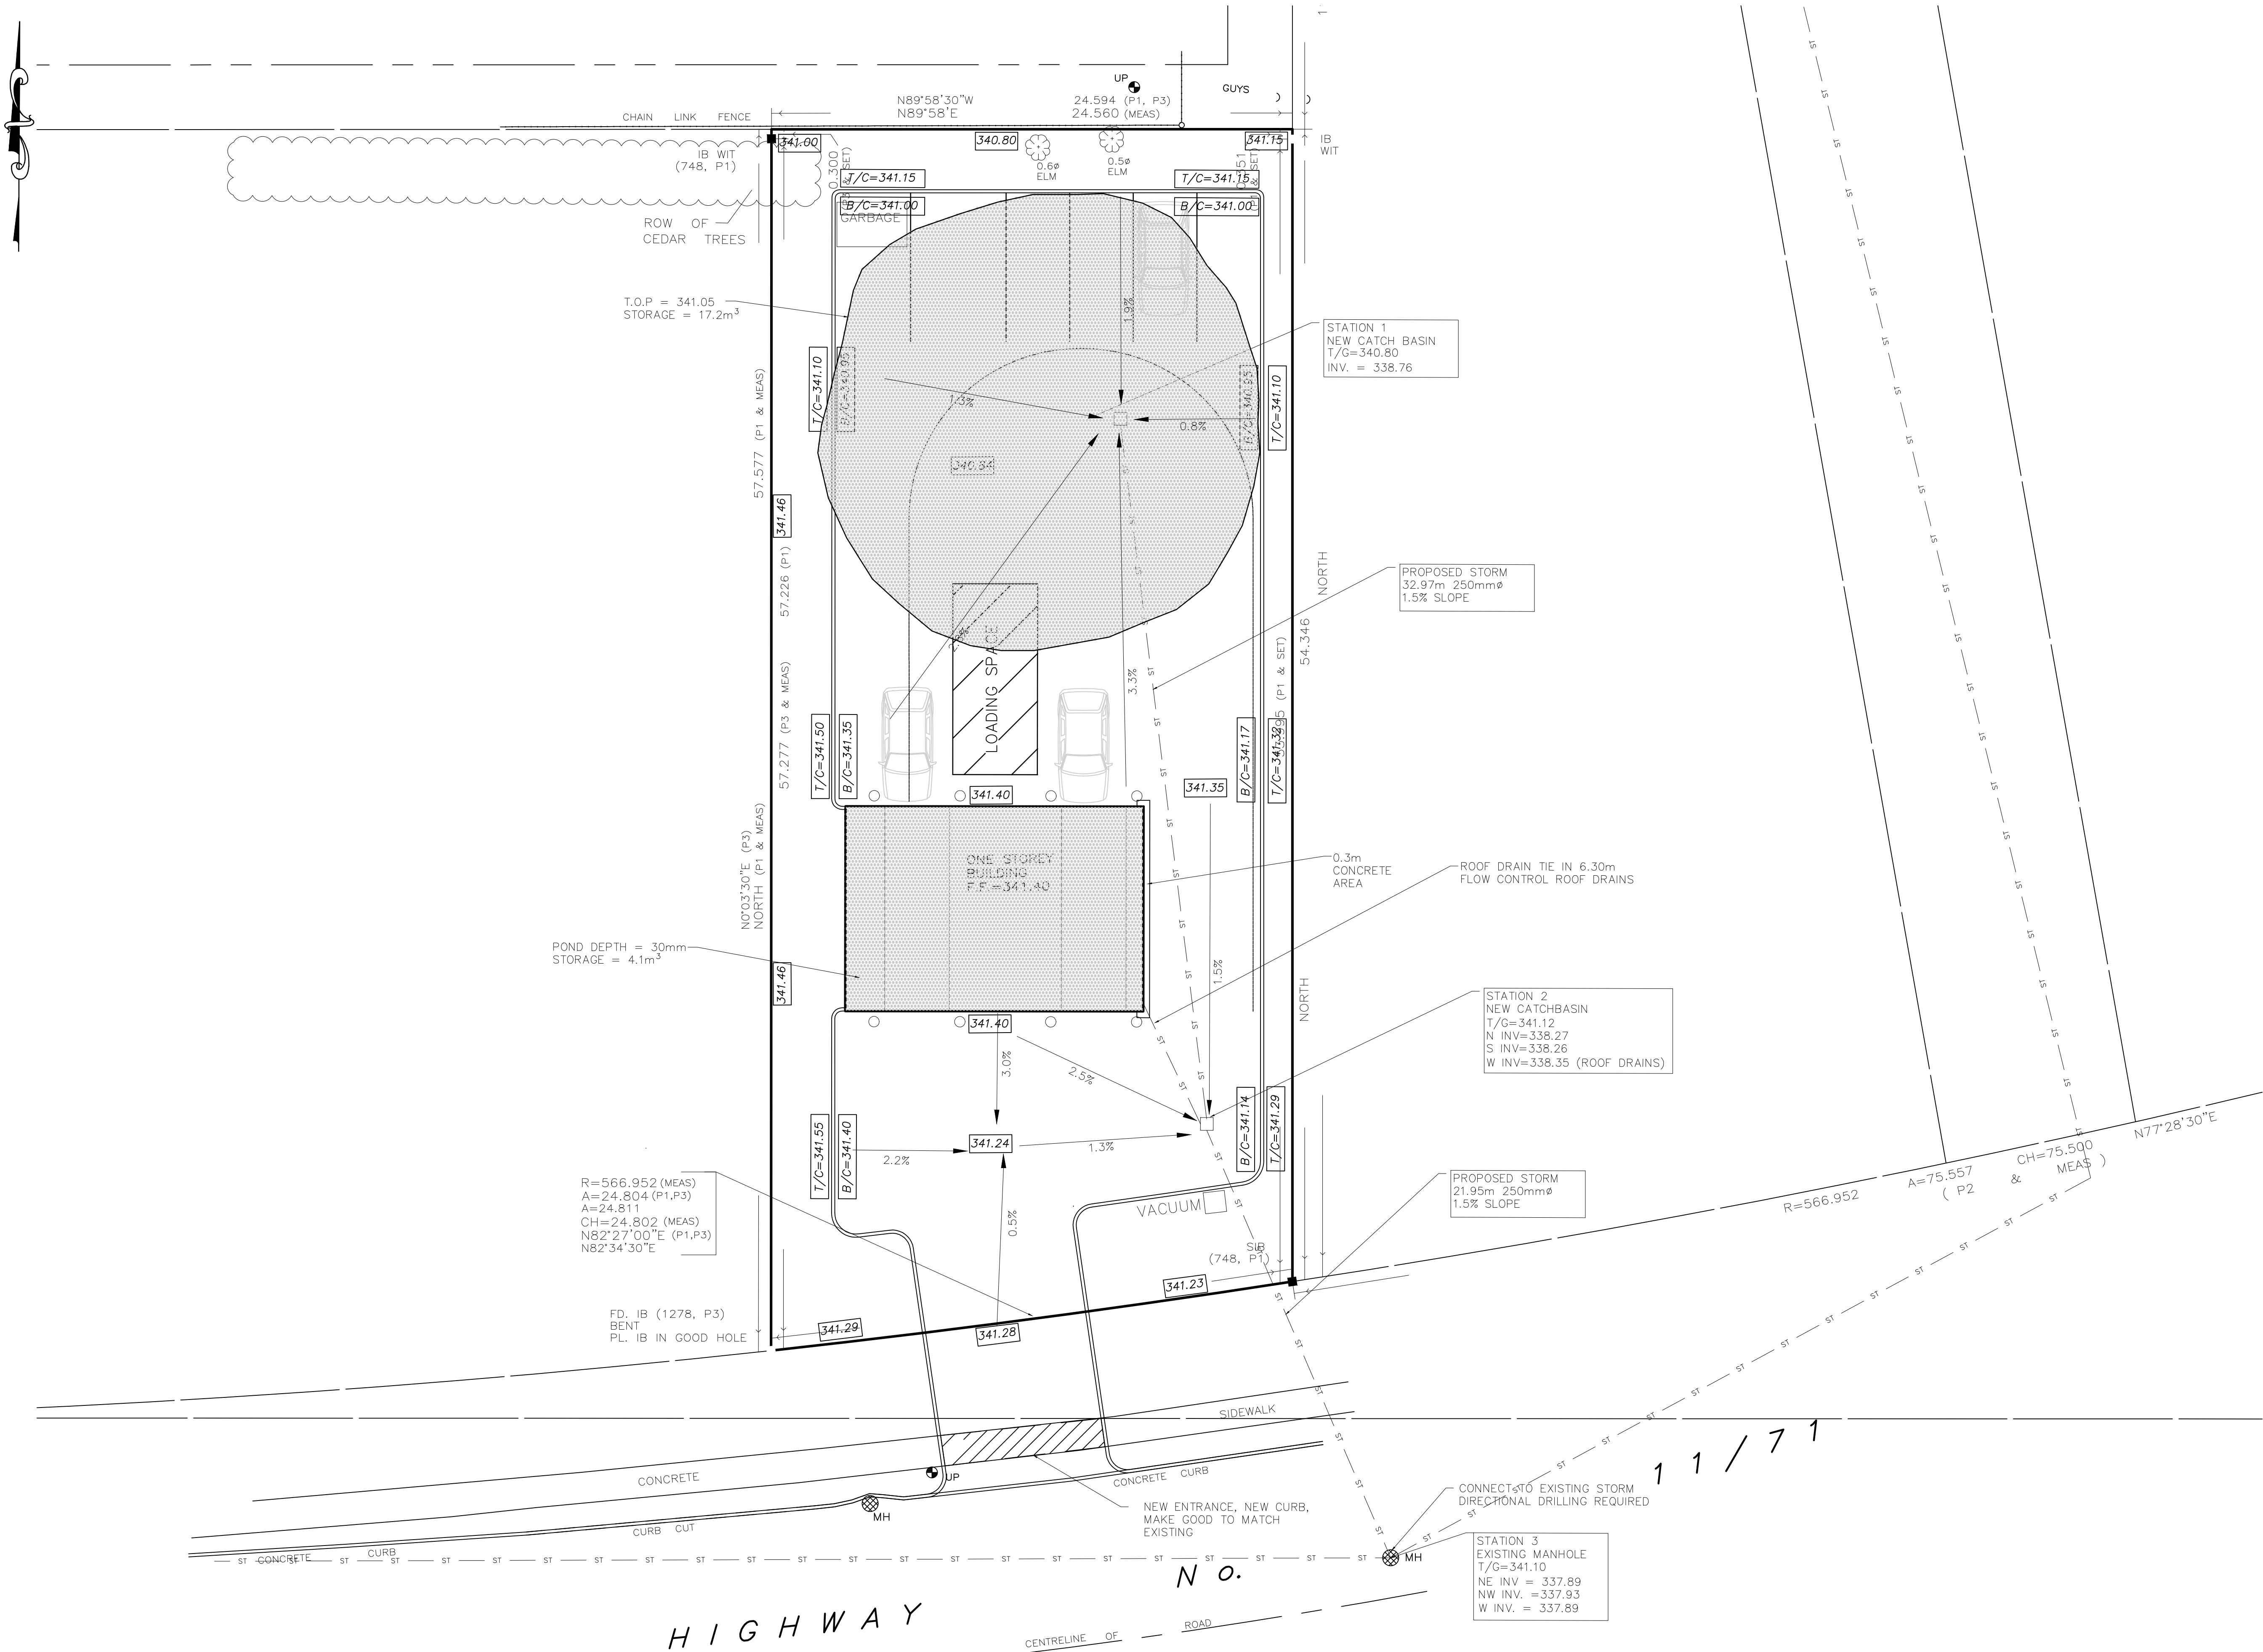 UP
GUYS
N89°58'30"W
24.594 (P1, P3)
N89°58'E
24.560 (MEAS)
CHAIN LINK FENCE
341.00
340.80
341.15
IB
WIT
IB WIT
(748, P1)
0.300
0.6ø
ELM
0.5ø
ELM
T/C=341.15
T/C=341.15
B/C=341.00
B/C=341.00
GARBAGE
ROW OF
CEDAR TREES
T.O.P = 341.05
STORAGE = 17.2m³
1.9%
STATION 1
NEW CATCH BASIN
T/G=340.80
INV. = 338.76
T/C=341.10
B/C=340.95
1.3%
0.8%
B/C=340.95
T/C=341.10
57.577 (P1 & MEAS)
340.84
341.46
57.226 (P1)
NORTH
PROPOSED STORM
32.97m 250mmø
1.5% SLOPE
54.346
LOADING SPACE
3.3%
57.277 (P3 & MEAS)
T/C=341.50
B/C=341.35
B/C=341.17
T/C=341.32
341.40
341.35
N0°03'30"E (P3)
NORTH (P1 & MEAS)
ONE STOREY
BUILDING
F.F.=341.40
0.3m
CONCRETE
AREA
ROOF DRAIN TIE IN 6.30m
FLOW CONTROL ROOF DRAINS
POND DEPTH = 30mm
STORAGE = 4.1m³
341.46
1.5%
NORTH
341.40
STATION 2
NEW CATCHBASIN
T/G=341.12
N INV=338.27
S INV=338.26
W INV=338.35 (ROOF DRAINS)
3.0%
2.5%
T/C=341.55
B/C=341.40
341.24
1.3%
2.2%
B/C=341.14
T/C=341.29
N77°28'30"E
CH=75.500
A=75.557
MEAS )
( P2 &
R=566.952
R=566.952 (MEAS)
A=24.804 (P1,P3)
A=24.811
CH=24.802 (MEAS)
N82°27'00"E (P1,P3)
N82°34'30"E
0.5%
VACUUM
PROPOSED STORM
21.95m 250mmø
1.5% SLOPE
SIB
(748, P1)
341.23
FD. IB (1278, P3)
BENT
PL. IB IN GOOD HOLE
341.29
341.28
SIDEWALK
CONCRETE
UP
CONCRETE CURB
MH
CURB CUT
CONCRETE CURB
NEW ENTRANCE, NEW CURB,
MAKE GOOD TO MATCH
EXISTING
CONNECT TO EXISTING STORM
DIRECTIONAL DRILLING REQUIRED
MH
STATION 3
EXISTING MANHOLE
T/G=341.10
NE INV = 337.89
NW INV. =337.93
W INV. = 337.89
HIGHWAY No. 11/71
CENTRELINE OF ROAD